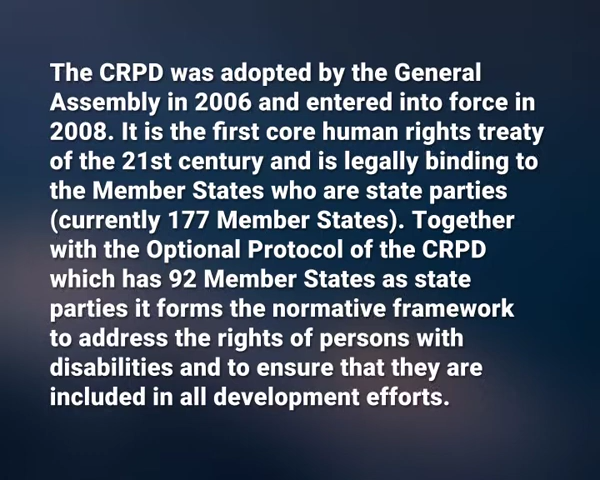 The CRPD was adopted by the General
Assembly in 2006 and entered into force in
2008. It is the first core human rights treaty
of the 21st century and is legally binding to
the Member States who are state parties
(currently 177 Member States). Together
with the Optional Protocol of the CRPD
which has 92 Member States as state
parties it forms the normative framework
to address the rights of persons with
disabilities and to ensure that they are
included in all development efforts.